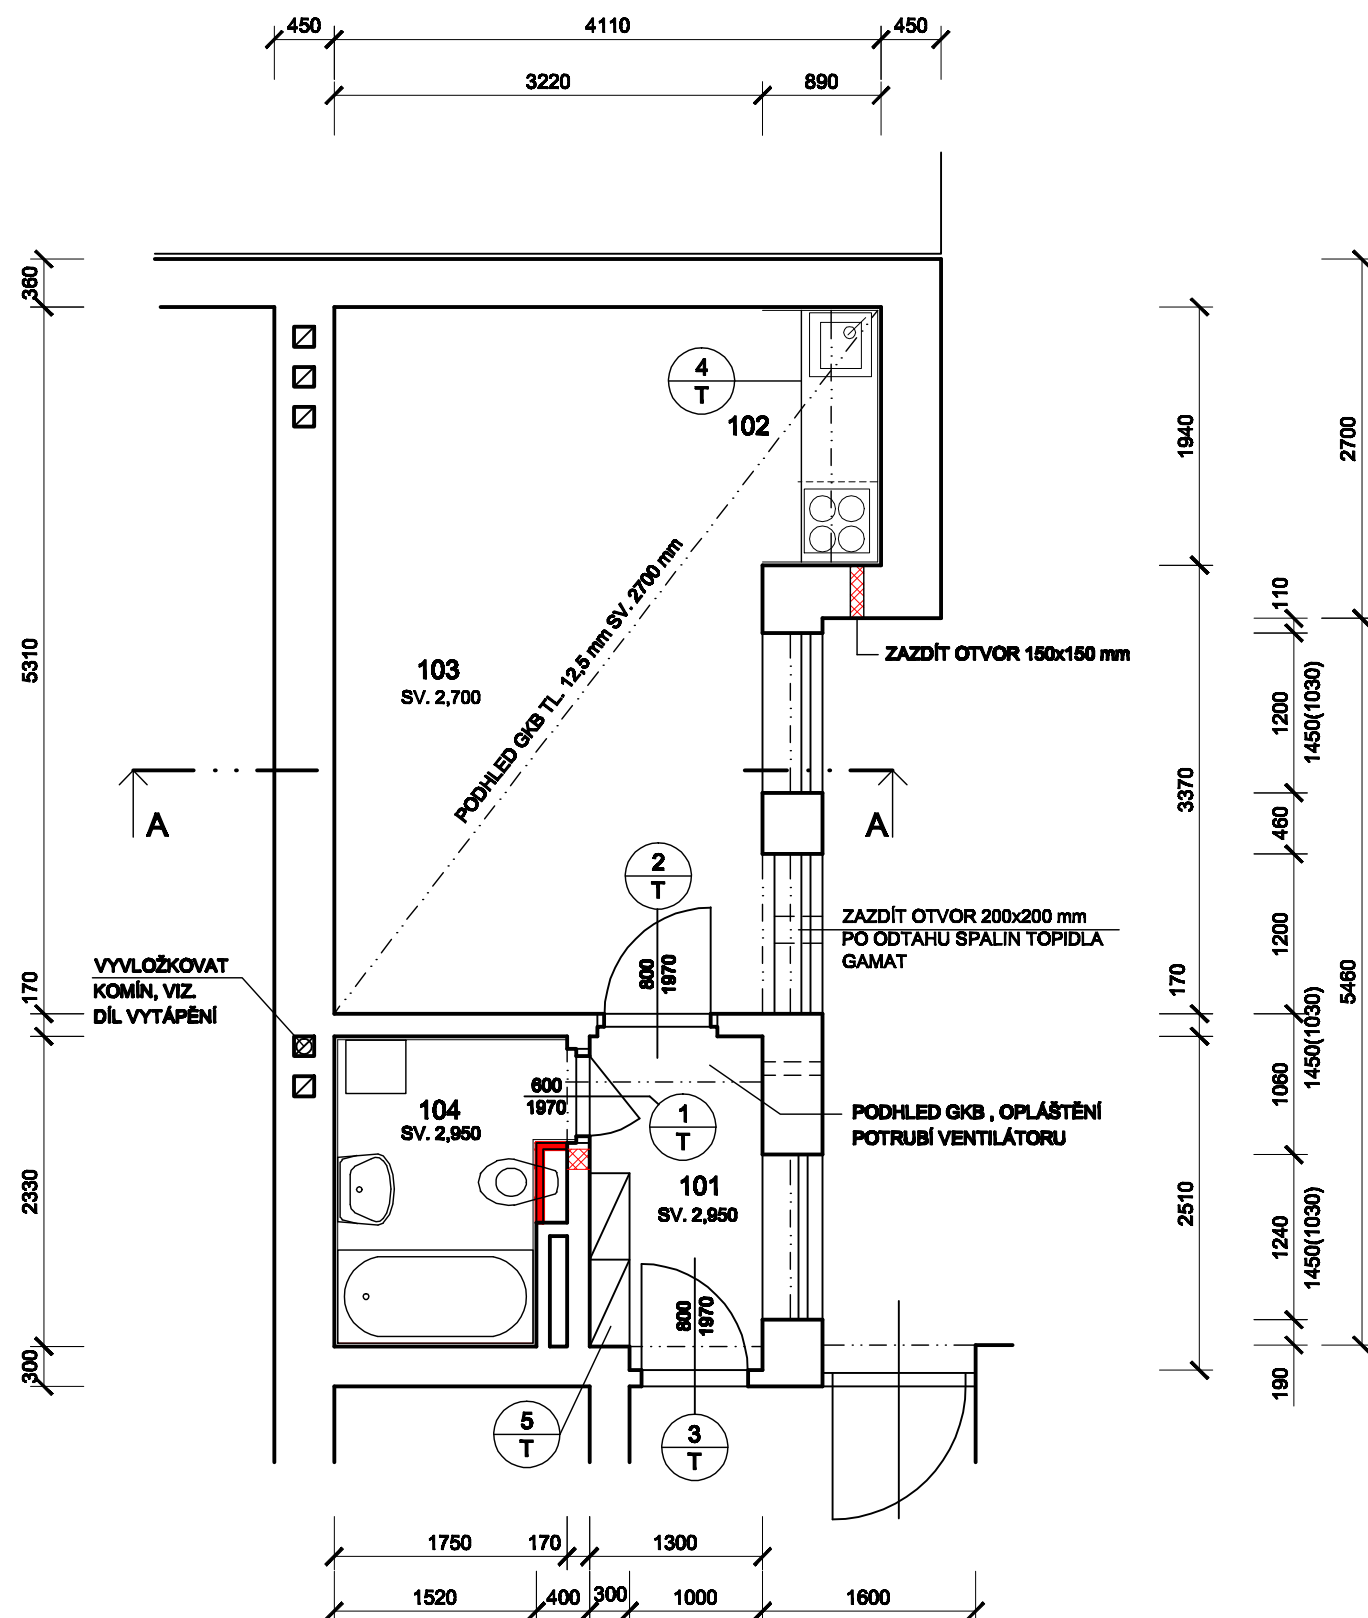 450
4110
450
3220
890
360
4
T
102
1940
2700
PODHLED GKB TL. 12,5 mm SV. 2700 mm
110
5310
103
SV. 2,700
ZAZDÍT OTVOR 150x150 mm
1200
1450(1030)
A
A
3370
460
2
T
ZAZDÍT OTVOR 200x200 mm
PO ODTAHU SPALIN TOPIDLA
GAMAT
1200
VYVLOŽKOVAT
KOMÍN, VIZ.
DÍL VYTÁPĚNÍ
800
1970
170
170
5460
1450(1030)
1060
600
1970
104
SV. 2,950
1
T
PODHLED GKB , OPLÁŠTĚNÍ
POTRUBÍ VENTILÁTORU
101
SV. 2,950
2330
2510
1240
1450(1030)
800
1970
300
190
5
T
3
T
1750
170
1300
1520
400
300
1000
1600